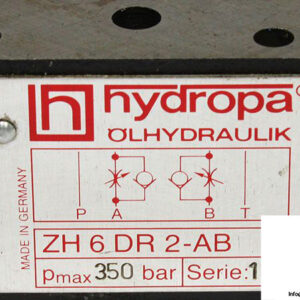 hydropa®
ÖLHYDRAULIK
P A B T
MADE IN GERMANY
ZH 6 DR 2-AB
pmax 350 bar Serie: 1